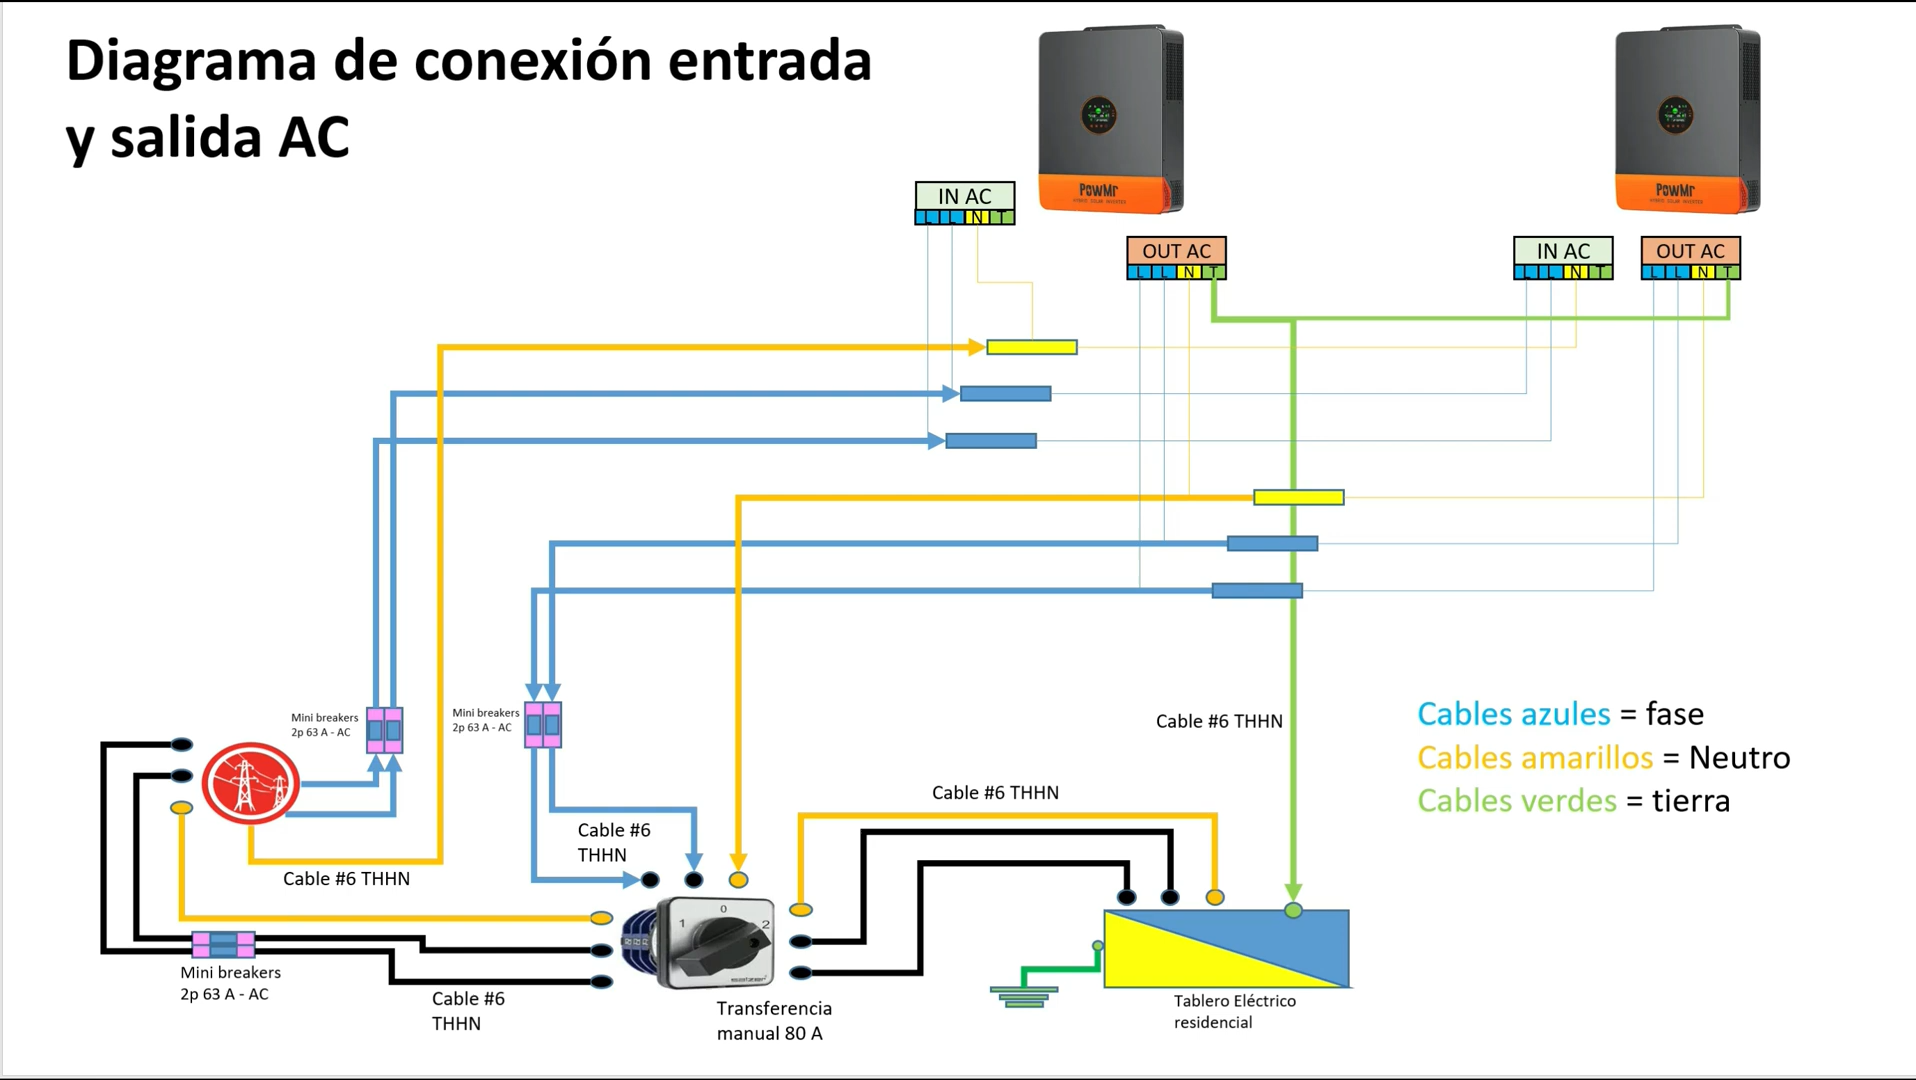 Diagrama de conexión entrada
y salida AC
PowMr
PowMr
HYBRID SOLAR INVERTER
IN AC
L L N T
OUT AC
L L N T
IN AC
L L N T
OUT AC
L L N T
Mini breakers
2p 63 A - AC
Mini breakers
2p 63 A - AC
Cable #6 THHN
Cables azules = fase
Cables amarillos = Neutro
Cables verdes = tierra
Cable #6 THHN
Cable #6
THHN
Cable #6 THHN
1 0 2
Mini breakers
2p 63 A - AC
Cable #6
THHN
Transferencia
manual 80 A
Tablero Eléctrico
residencial